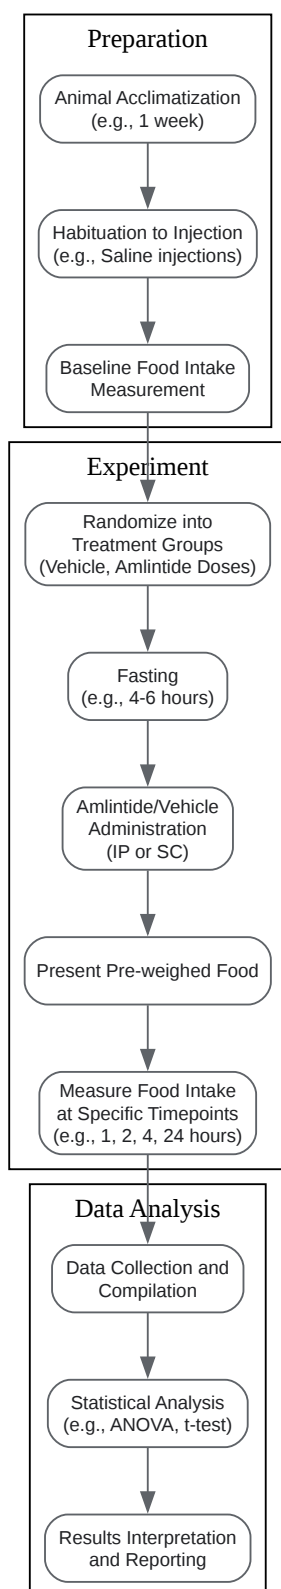 Preparation
Animal Acclimatization
(e.g., 1 week)
Habituation to Injection
(e.g., Saline injections)
Baseline Food Intake
Measurement
Experiment
Randomize into
Treatment Groups
(Vehicle, Amlintide Doses)
Fasting
(e.g., 4-6 hours)
Amlintide/Vehicle
Administration
(IP or SC)
Present Pre-weighed Food
Measure Food Intake
at Specific Timepoints
(e.g., 1, 2, 4, 24 hours)
Data Analysis
Data Collection and
Compilation
Statistical Analysis
(e.g., ANOVA, t-test)
Results Interpretation
and Reporting